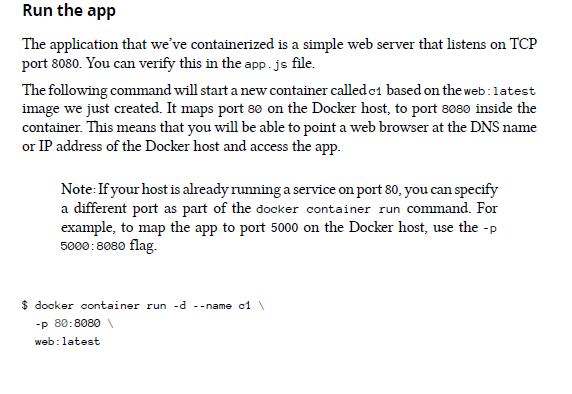 Run the app
The application that we've containerized is a simple web server that listens on TCP
port 8080. You can verify this in the app.js file.
The following command will start a new container called c1 based on the web:latest
image we just created. It maps port 80 on the Docker host, to port 8080 inside the
container. This means that you will be able to point a web browser at the DNS name
or IP address of the Docker host and access the app.
Note: If your host is already running a service on port 80, you can specify
a different port as part of the docker container run command. For
example, to map the app to port 5000 on the Docker host, use the -p
5000:8080 flag.
$ docker container run -d --name c1 \
-p 80:8080 \
web:latest